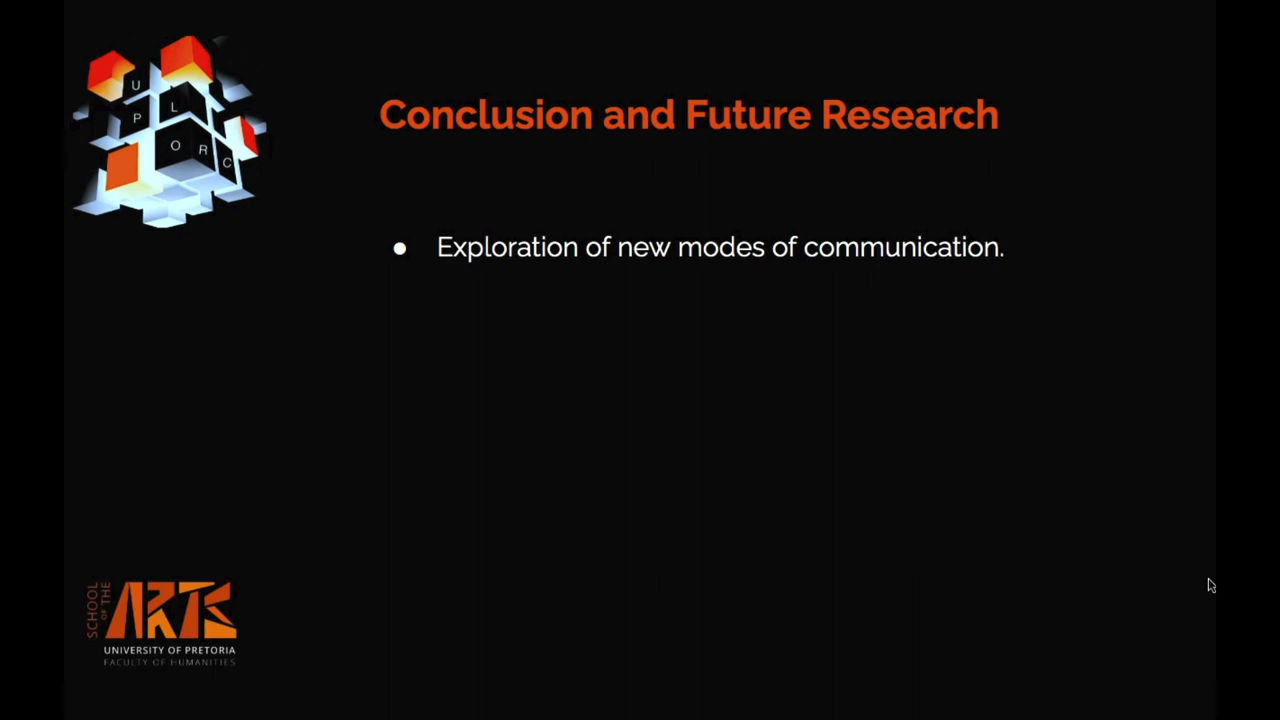 U
L
P
O R C
Conclusion and Future Research
● Exploration of new modes of communication.
SCHOOL
OF THE
ARTS
UNIVERSITY OF PRETORIA
FACULTY OF HUMANITIES